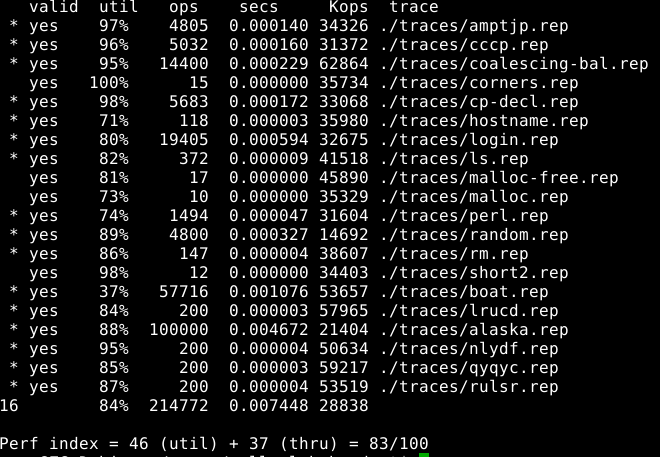 valid util ops secs Kops trace
* yes 97% 4805 0.000140 34326 ./traces/amptjp.rep
* yes 96% 5032 0.000160 31372 ./traces/cccp.rep
* yes 95% 14400 0.000229 62864 ./traces/coalescing-bal.rep
yes 100% 15 0.000000 35734 ./traces/corners.rep
* yes 98% 5683 0.000172 33068 ./traces/cp-decl.rep
* yes 71% 118 0.000003 35980 ./traces/hostname.rep
* yes 80% 19405 0.000594 32675 ./traces/login.rep
* yes 82% 372 0.000009 41518 ./traces/ls.rep
yes 81% 17 0.000000 45890 ./traces/malloc-free.rep
yes 73% 10 0.000000 35329 ./traces/malloc.rep
* yes 74% 1494 0.000047 31604 ./traces/perl.rep
* yes 89% 4800 0.000327 14692 ./traces/random.rep
* yes 86% 147 0.000004 38607 ./traces/rm.rep
yes 98% 12 0.000000 34403 ./traces/short2.rep
* yes 37% 57716 0.001076 53657 ./traces/boat.rep
* yes 84% 200 0.000003 57965 ./traces/lrucd.rep
* yes 88% 100000 0.004672 21404 ./traces/alaska.rep
* yes 95% 200 0.000004 50634 ./traces/nlydf.rep
* yes 85% 200 0.000003 59217 ./traces/qyqyc.rep
* yes 87% 200 0.000004 53519 ./traces/rulsr.rep
16 84% 214772 0.007448 28838
Perf index = 46 (util) + 37 (thru) = 83/100